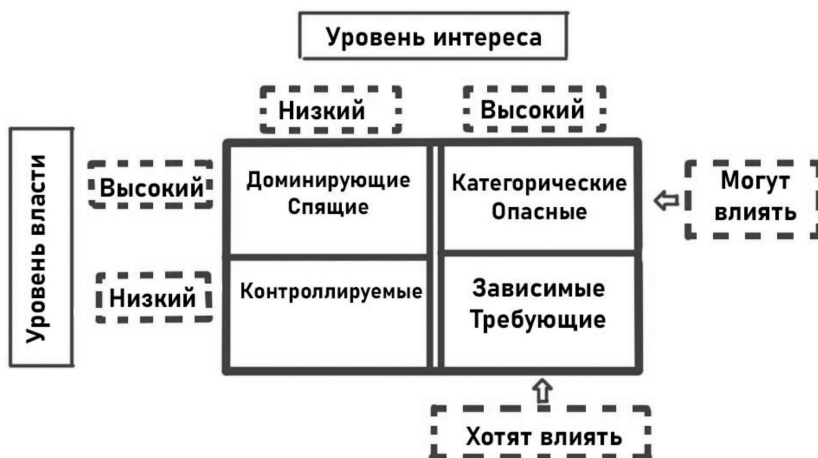 Уровень интереса
Низкий
Высокий
Уровень власти
Высокий
Доминирующие
Спящие
Категорические
Опасные
Могут
влиять
Низкий
Контроллируемые
Зависимые
Требующие
Хотят влиять